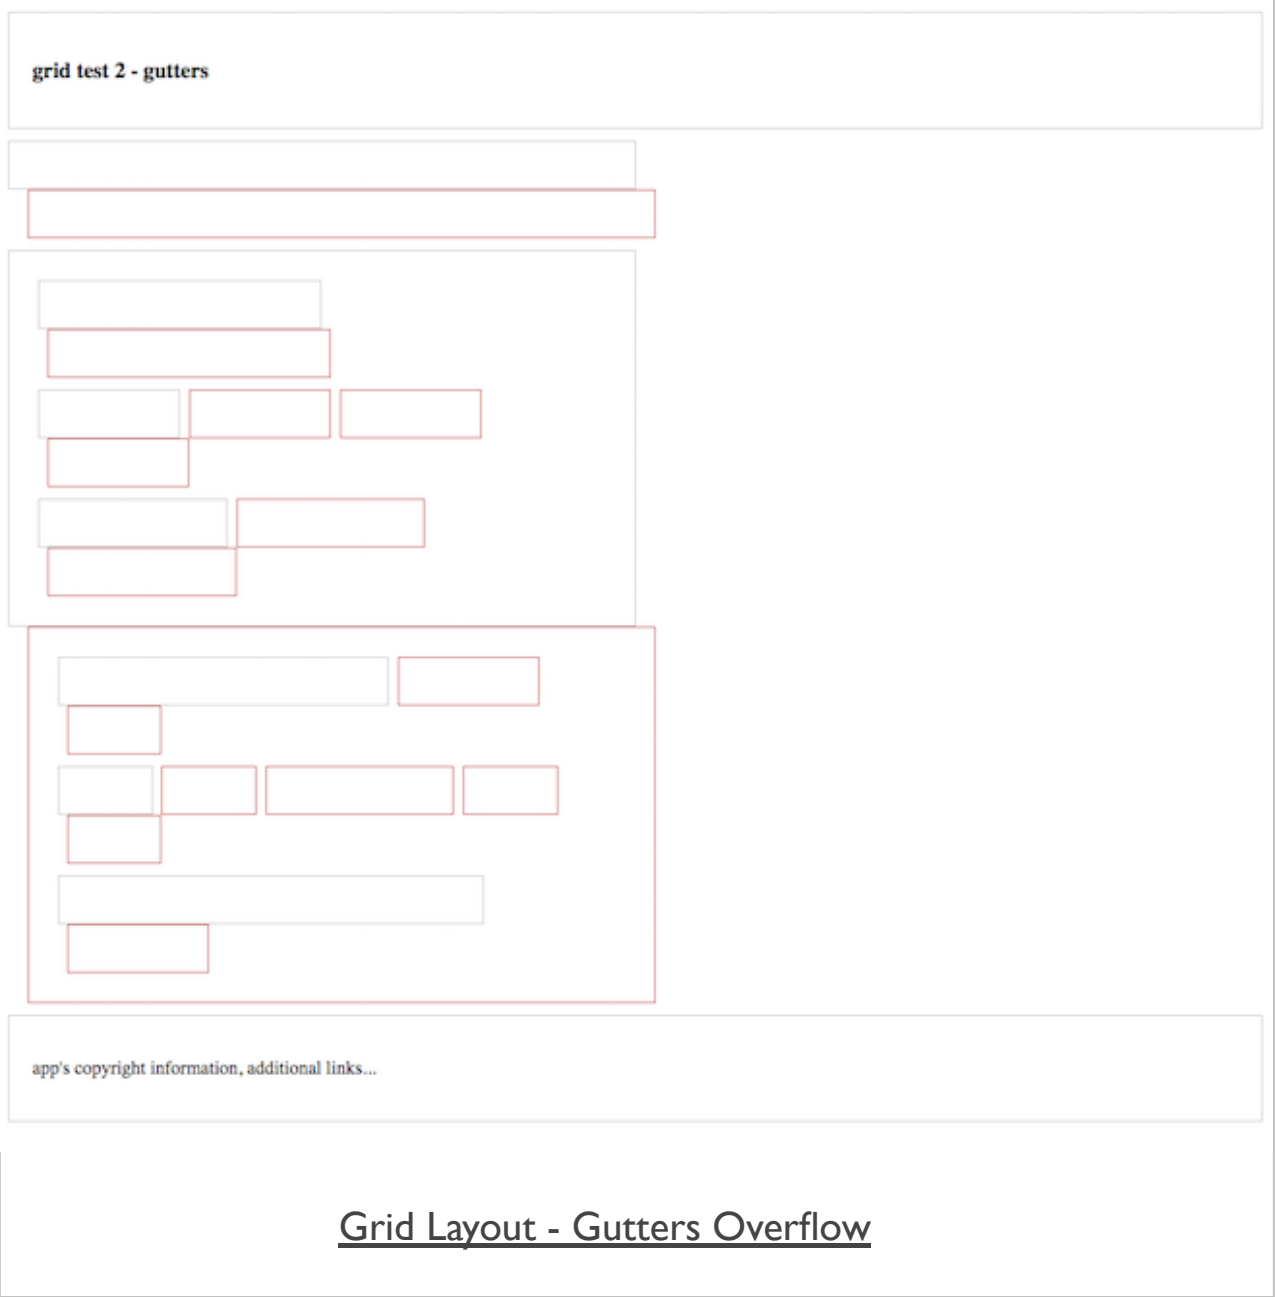 grid test 2 - gutters
app's copyright information, additional links...
Grid Layout - Gutters Overflow